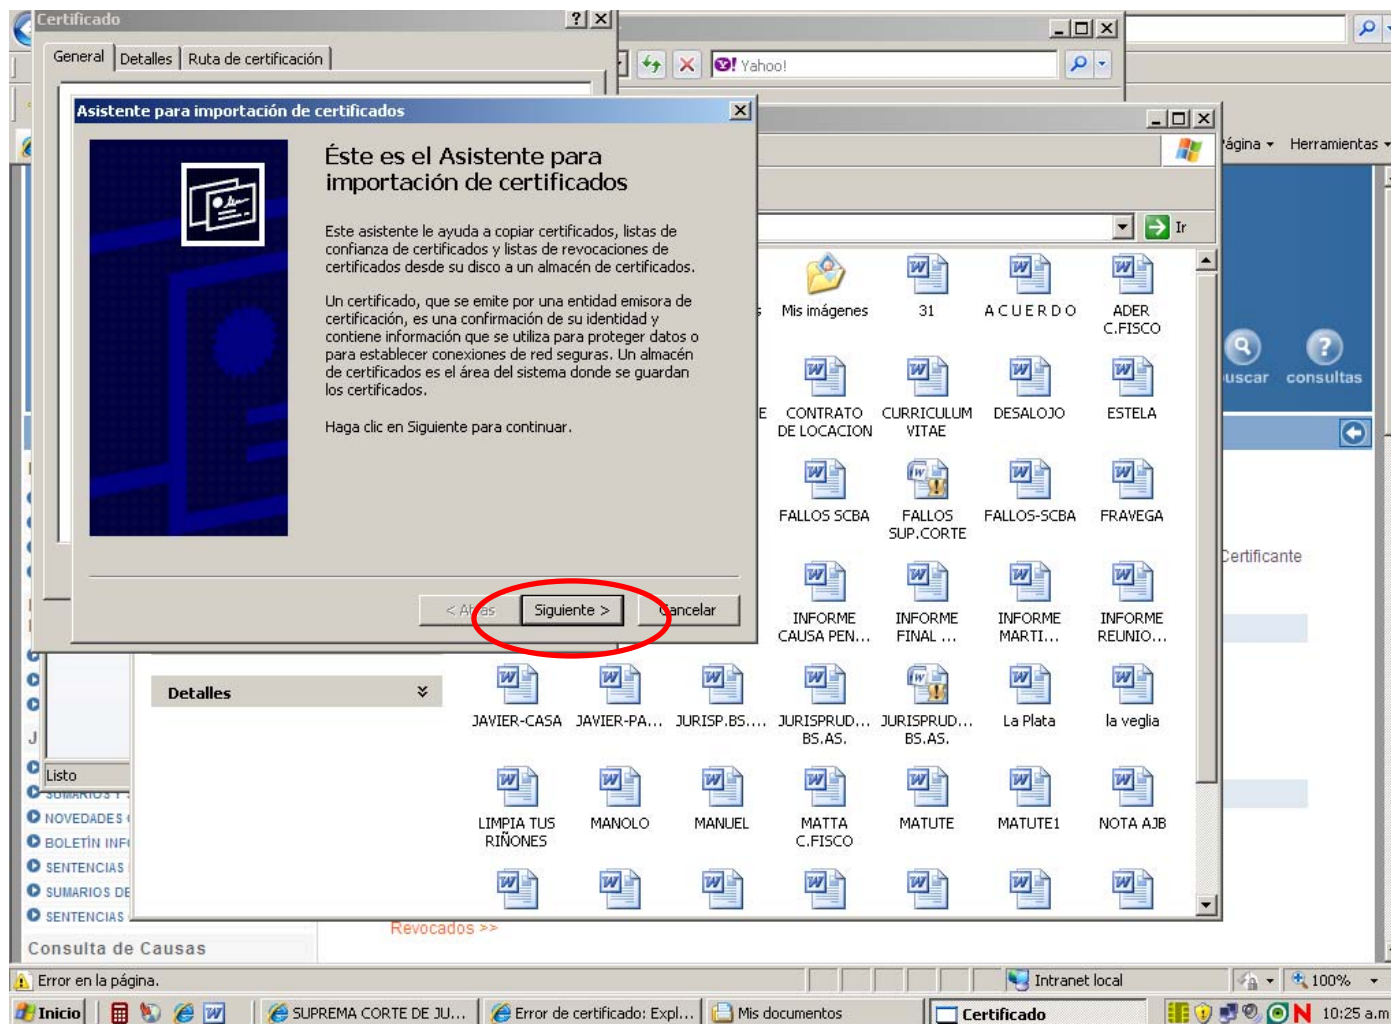 Certificado
General
Detalles
Ruta de certificación
Yahoo!
Asistente para importación de certificados
Éste es el Asistente para
importación de certificados
Este asistente le ayuda a copiar certificados, listas de
confianza de certificados y listas de revocaciones de
certificados desde su disco a un almacén de certificados.
Un certificado, que se emite por una entidad emisora de
certificación, es una confirmación de su identidad y
contiene información que se utiliza para proteger datos o
para establecer conexiones de red seguras. Un almacén
de certificados es el área del sistema donde se guardan
los certificados.
Haga clic en Siguiente para continuar.
< Atrás
Siguiente >
Cancelar
Herramientas
Ir
Mis imágenes
31
A C U E R D O
ADER
C.FISCO
CONTRATO
DE LOCACION
CURRICULUM
VITAE
DESALOJO
ESTELA
FALLOS SCBA
FALLOS
SUP.CORTE
FALLOS-SCBA
FRAVEGA
INFORME
CAUSA PEN...
INFORME
FINAL ...
INFORME
MARTI...
INFORME
REUNIO...
JAVIER-CASA
JAVIER-PA...
JURISP.BS....
JURISPRUD...
BS.AS.
JURISPRUD...
BS.AS.
La Plata
la veglia
LIMPIA TUS
RIÑONES
MANOLO
MANUEL
MATTA
C.FISCO
MATUTE
MATUTE1
NOTA AJB
Detalles
Listo
consultas
Certificante
NOVEDADES
BOLETÍN INF
SENTENCIAS
SUMARIOS DE
SENTENCIAS
Consulta de Causas
Revocados >>
Error en la página.
Intranet local
100%
Inicio
SUPREMA CORTE DE JU...
Error de certificado: Expl...
Mis documentos
Certificado
10:25 a.m